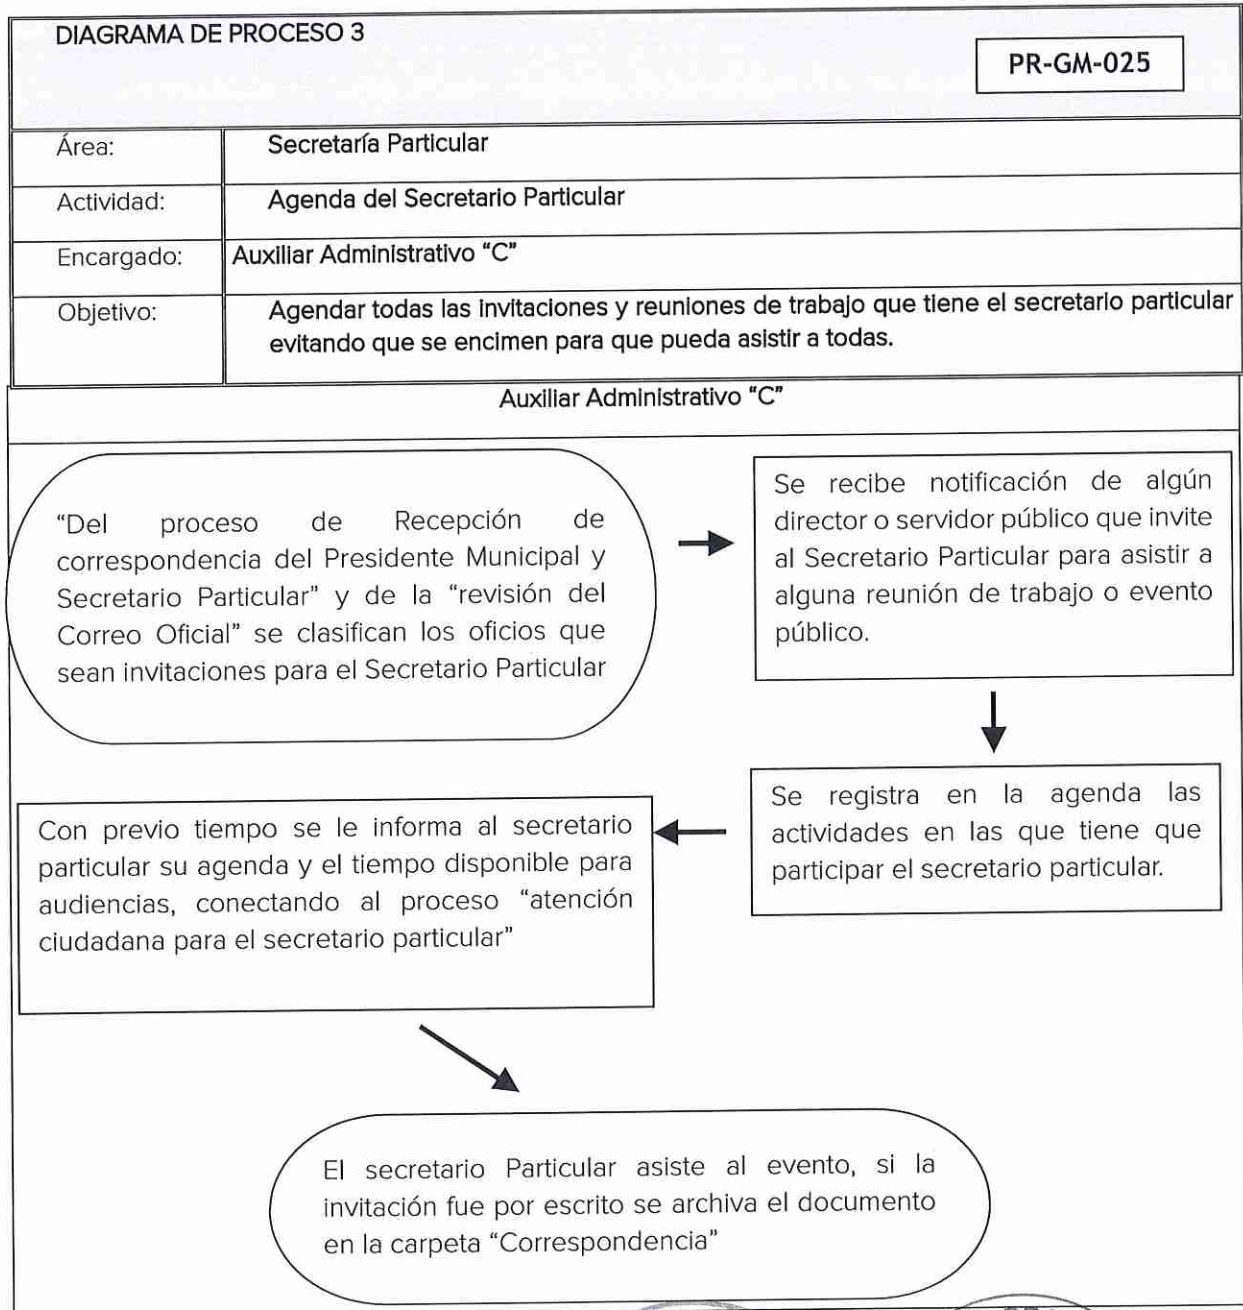 DIAGRAMA DE PROCESO 3
PR-GM-025
Área: Secretaría Particular
Actividad: Agenda del Secretario Particular
Encargado: Auxiliar Administrativo “C”
Objetivo: Agendar todas las invitaciones y reuniones de trabajo que tiene el secretario particular
evitando que se encimen para que pueda asistir a todas.
Auxiliar Administrativo “C”
“Del proceso de Recepción de
correspondencia del Presidente Municipal y
Secretario Particular” y de la “revisión del
Correo Oficial” se clasifican los oficios que
sean invitaciones para el Secretario Particular
Se recibe notificación de algún
director o servidor público que invite
al Secretario Particular para asistir a
alguna reunión de trabajo o evento
público.
Se registra en la agenda las
actividades en las que tiene que
participar el secretario particular.
Con previo tiempo se le informa al secretario
particular su agenda y el tiempo disponible para
audiencias, conectando al proceso “atención
ciudadana para el secretario particular”
El secretario Particular asiste al evento, si la
invitación fue por escrito se archiva el documento
en la carpeta “Correspondencia”